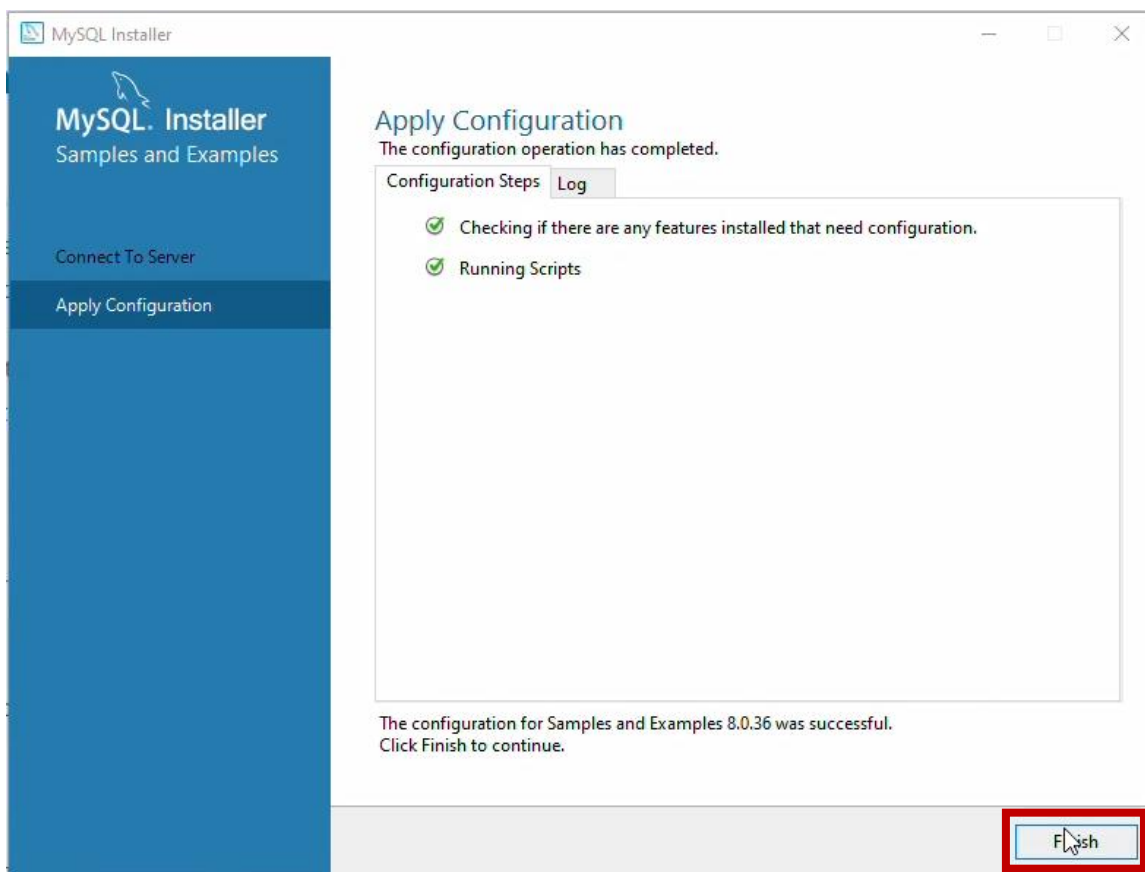 MySQL Installer
MySQL. Installer
Samples and Examples
Connect To Server
Apply Configuration
Apply Configuration
The configuration operation has completed.
Configuration Steps
Log
Checking if there are any features installed that need configuration.
Running Scripts
The configuration for Samples and Examples 8.0.36 was successful.
Click Finish to continue.
Finish